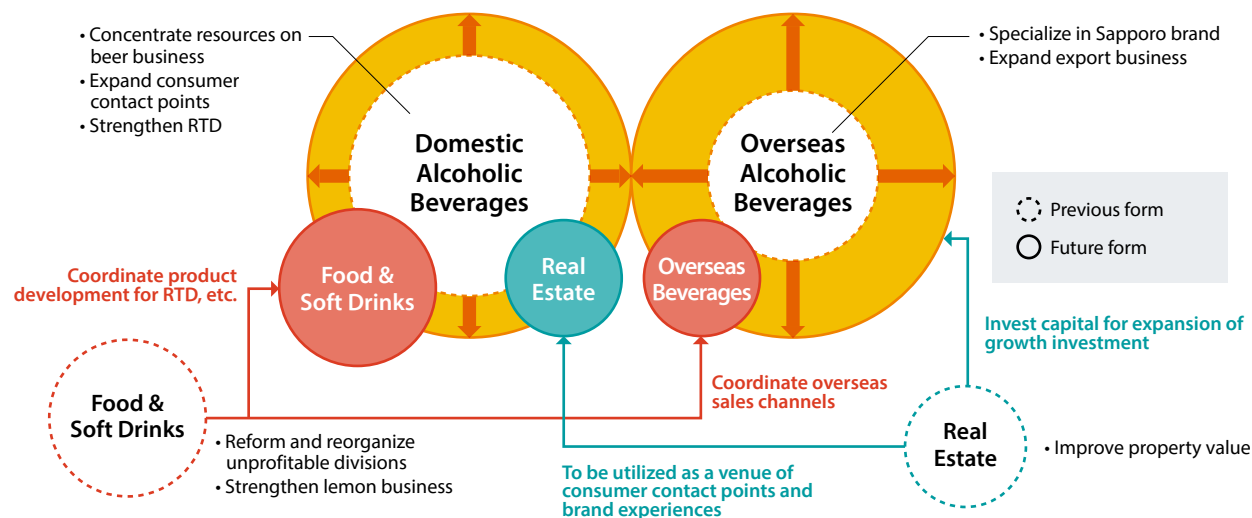 • Concentrate resources on
beer business
• Expand consumer
contact points
• Strengthen RTD
• Specialize in Sapporo brand
• Expand export business
Domestic
Alcoholic
Beverages
Overseas
Alcoholic
Beverages
Previous form
Future form
Food &
Soft Drinks
Real
Estate
Overseas
Beverages
Coordinate product
development for RTD, etc.
Invest capital for expansion of
growth investment
Coordinate overseas
sales channels
Food &
Soft Drinks
• Reform and reorganize
unprofitable divisions
• Strengthen lemon business
To be utilized as a venue of
consumer contact points and
brand experiences
Real
Estate
• Improve property value